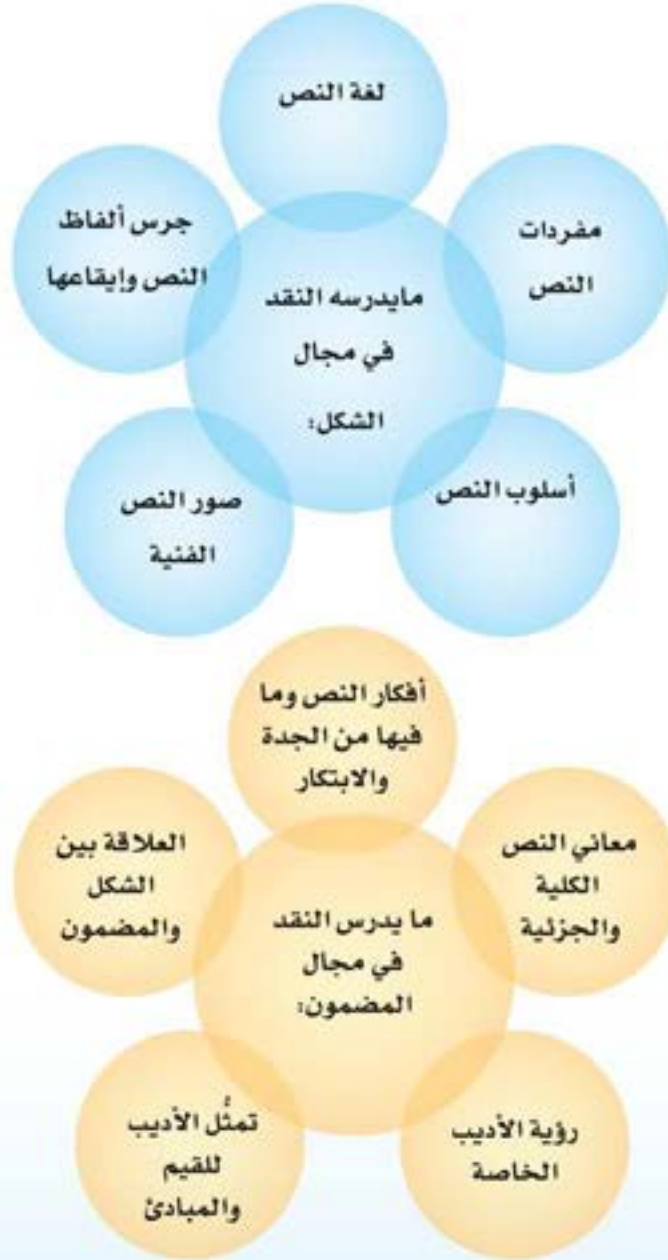 لغة النص
مفردات
النص
جرس ألفاظ
النص وإيقاعها
مايدرسه النقد
في مجال
الشكل:
أسلوب النص
صور النص
الفنية
أفكار النص وما
فيها من الجدة
والابتكار
معاني النص
الكلية
والجزئية
العلاقة بين
الشكل
والمضمون
ما يدرس النقد
في مجال
المضمون:
رؤية الأديب
الخاصة
تمثُّل الأديب
للقيم
والمبادئ